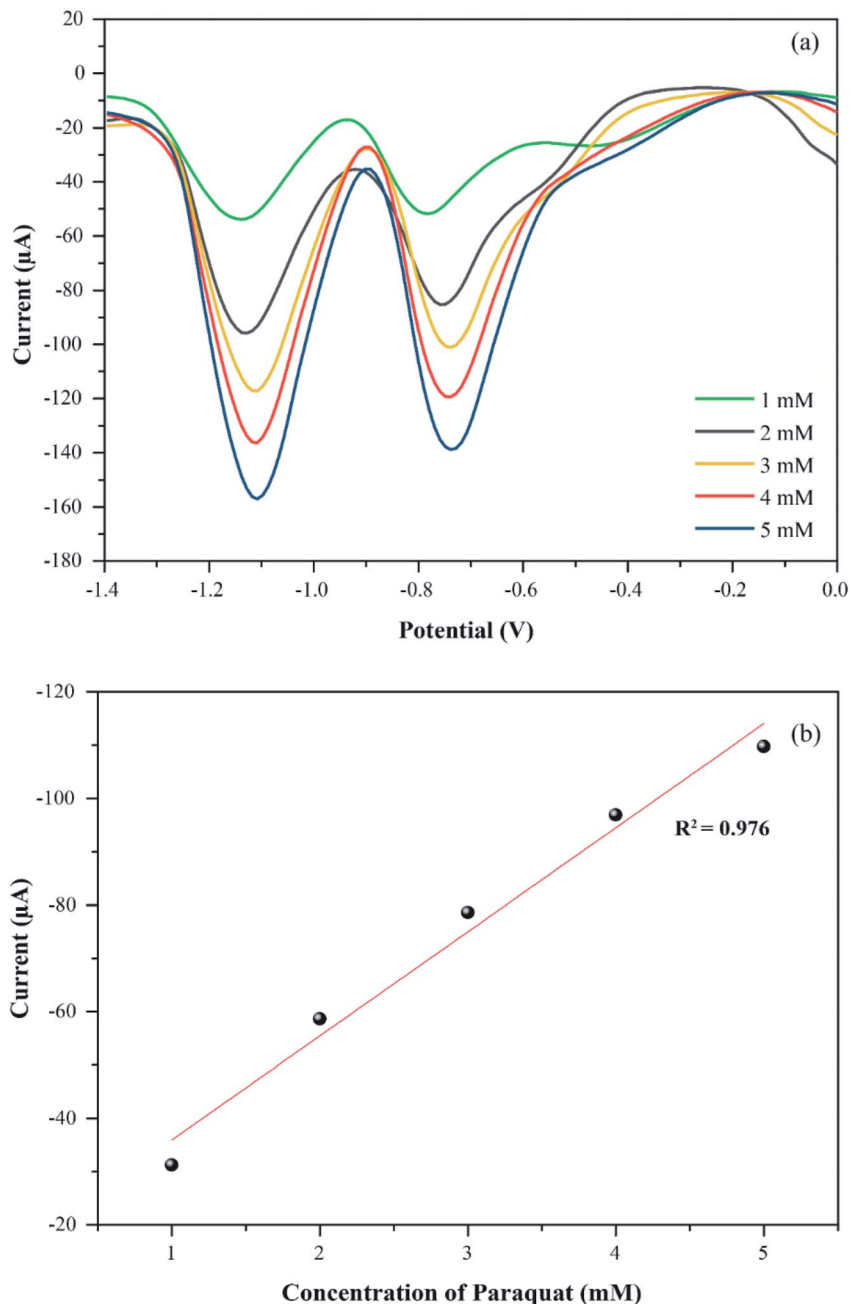 20
0
-20
-40
-60
-80
-100
-120
-140
-160
-180
Current (µA)
(a)
1 mM
2 mM
3 mM
4 mM
5 mM
-1.4
-1.2
-1.0
-0.8
-0.6
-0.4
-0.2
0.0
Potential (V)
-120
-100
-80
-60
-40
-20
Current (µA)
(b)
R² = 0.976
1
2
3
4
5
Concentration of Paraquat (mM)